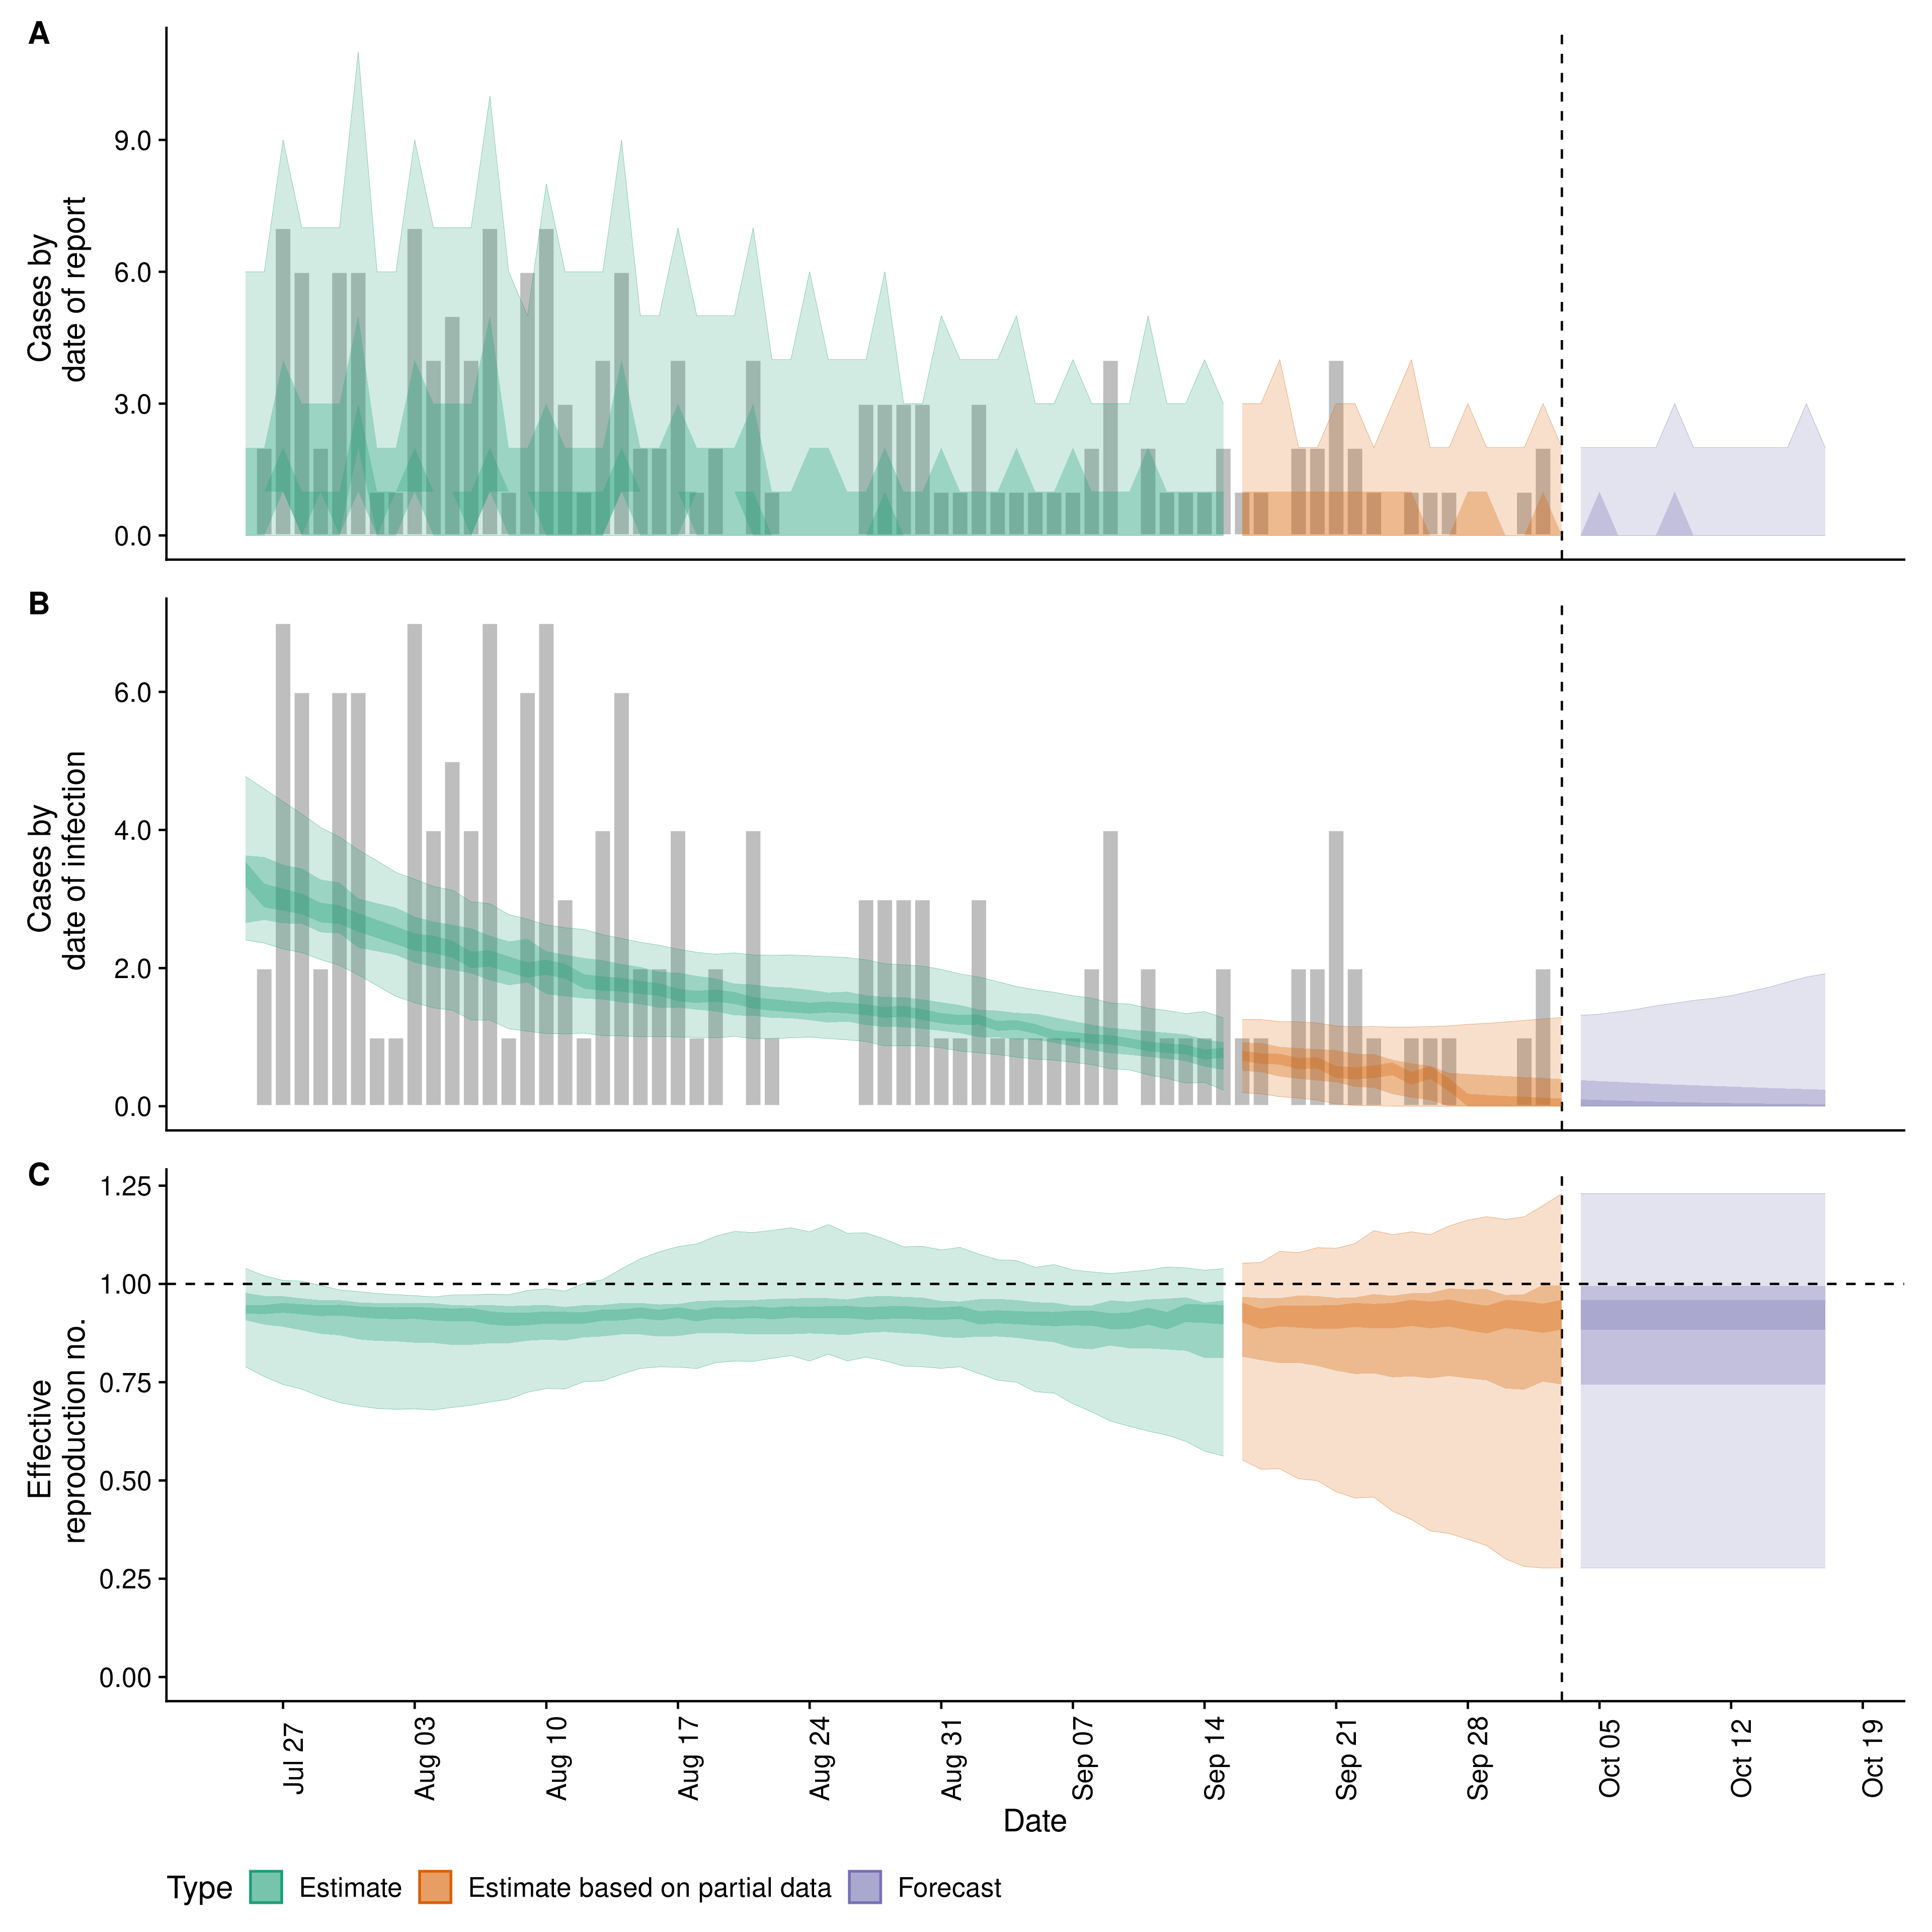 A
Cases by
date of report
9.0
6.0
3.0
0.0
B
Cases by
date of infection
6.0
4.0
2.0
0.0
C
Effective
reproduction no.
1.25
1.00
0.75
0.50
0.25
0.00
Jul 27
Aug 03
Aug 10
Aug 17
Aug 24
Aug 31
Sep 07
Sep 14
Sep 21
Sep 28
Oct 05
Oct 12
Oct 19
Date
Type Estimate Estimate based on partial data Forecast